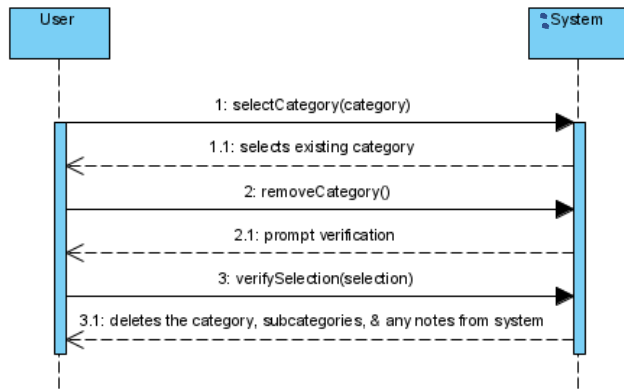 User
System
1: selectCategory(category)
1.1: selects existing category
2: removeCategory()
2.1: prompt verification
3: verifySelection(selection)
3.1: deletes the category, subcategories, & any notes from system